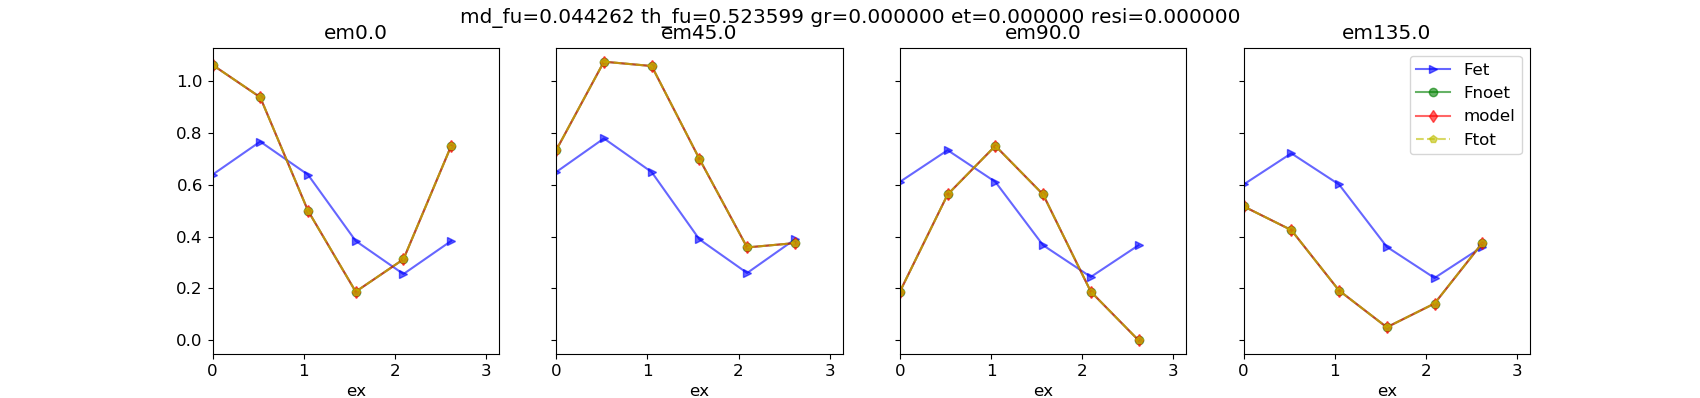 md_fu=0.044262 th_fu=0.523599 gr=0.000000 et=0.000000 resi=0.000000
em0.0
em45.0
em90.0
em135.0
1.0
0.8
0.6
0.4
0.2
0.0
0 1 2 3
0 1 2 3
0 1 2 3
0 1 2 3
ex
ex
ex
ex
Fet
Fnoet
model
Ftot